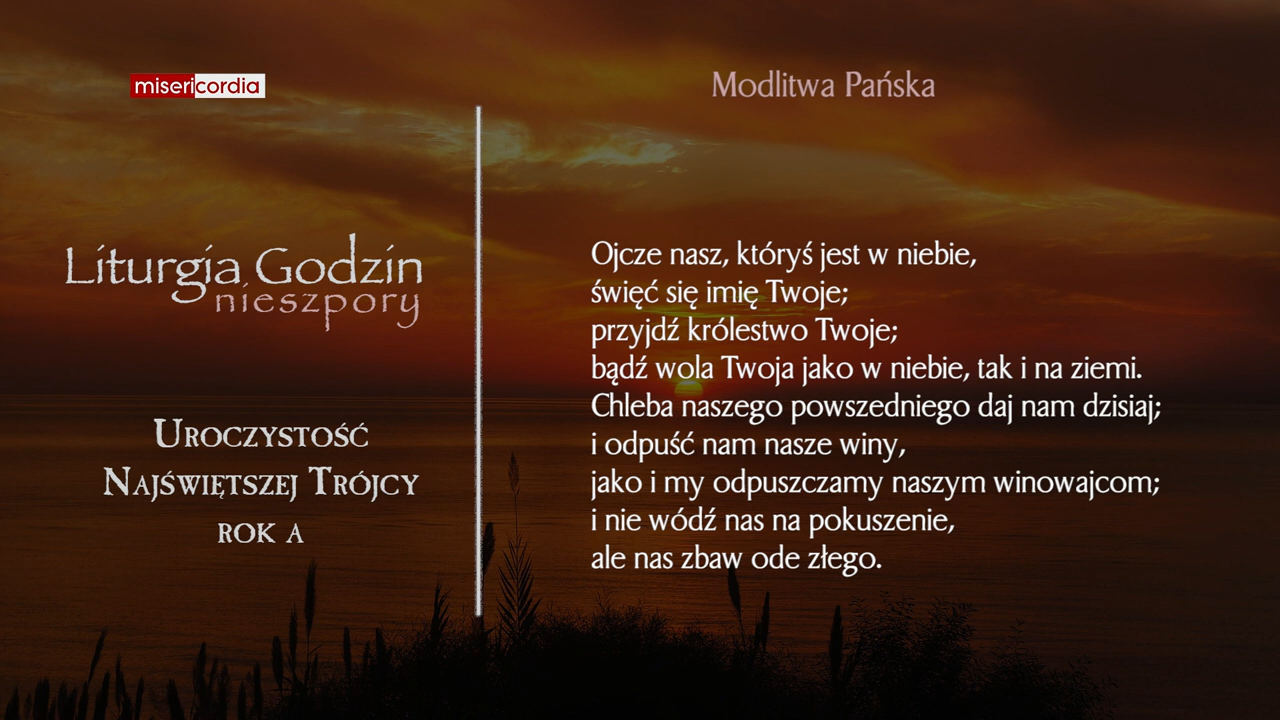 misericordia
Liturgia Godzin
nieszpory
Uroczystość
Najświętszej Trójcy
rok a
Modlitwa Pańska
Ojcze nasz, któryś jest w niebie,
święć się imię Twoje;
przyjdź królestwo Twoje;
bądź wola Twoja jako w niebie, tak i na ziemi.
Chleba naszego powszedniego daj nam dzisiaj;
i odpuść nam nasze winy,
jako i my odpuszczamy naszym winowajcom;
i nie wódź nas na pokuszenie,
ale nas zbaw ode złego.